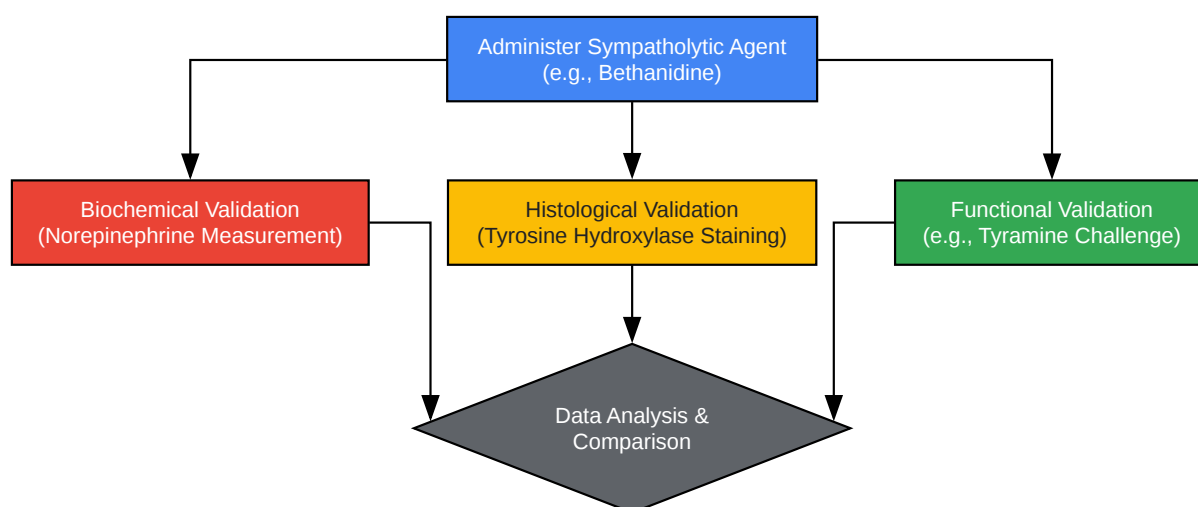 Administer Sympatholytic Agent
(e.g., Bethanidine)
Biochemical Validation
(Norepinephrine Measurement)
Histological Validation
(Tyrosine Hydroxylase Staining)
Functional Validation
(e.g., Tyramine Challenge)
Data Analysis &
Comparison